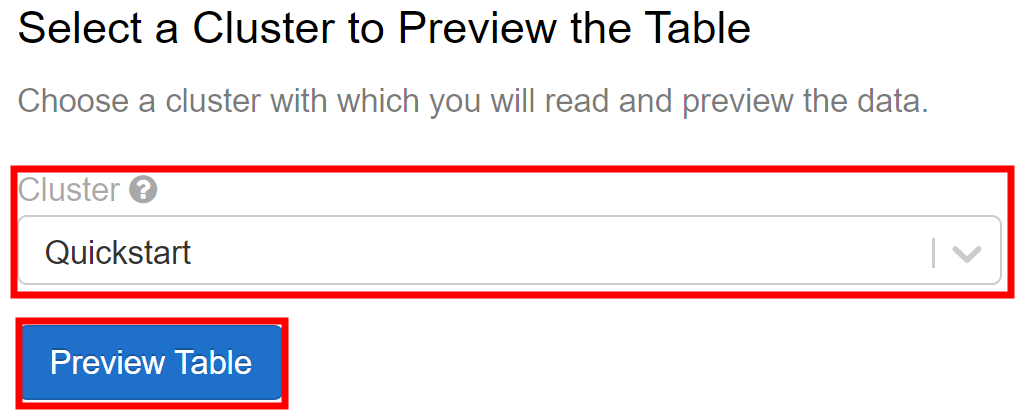 Select a Cluster to Preview the Table
Choose a cluster with which you will read and preview the data.
Cluster ?
Quickstart
Preview Table